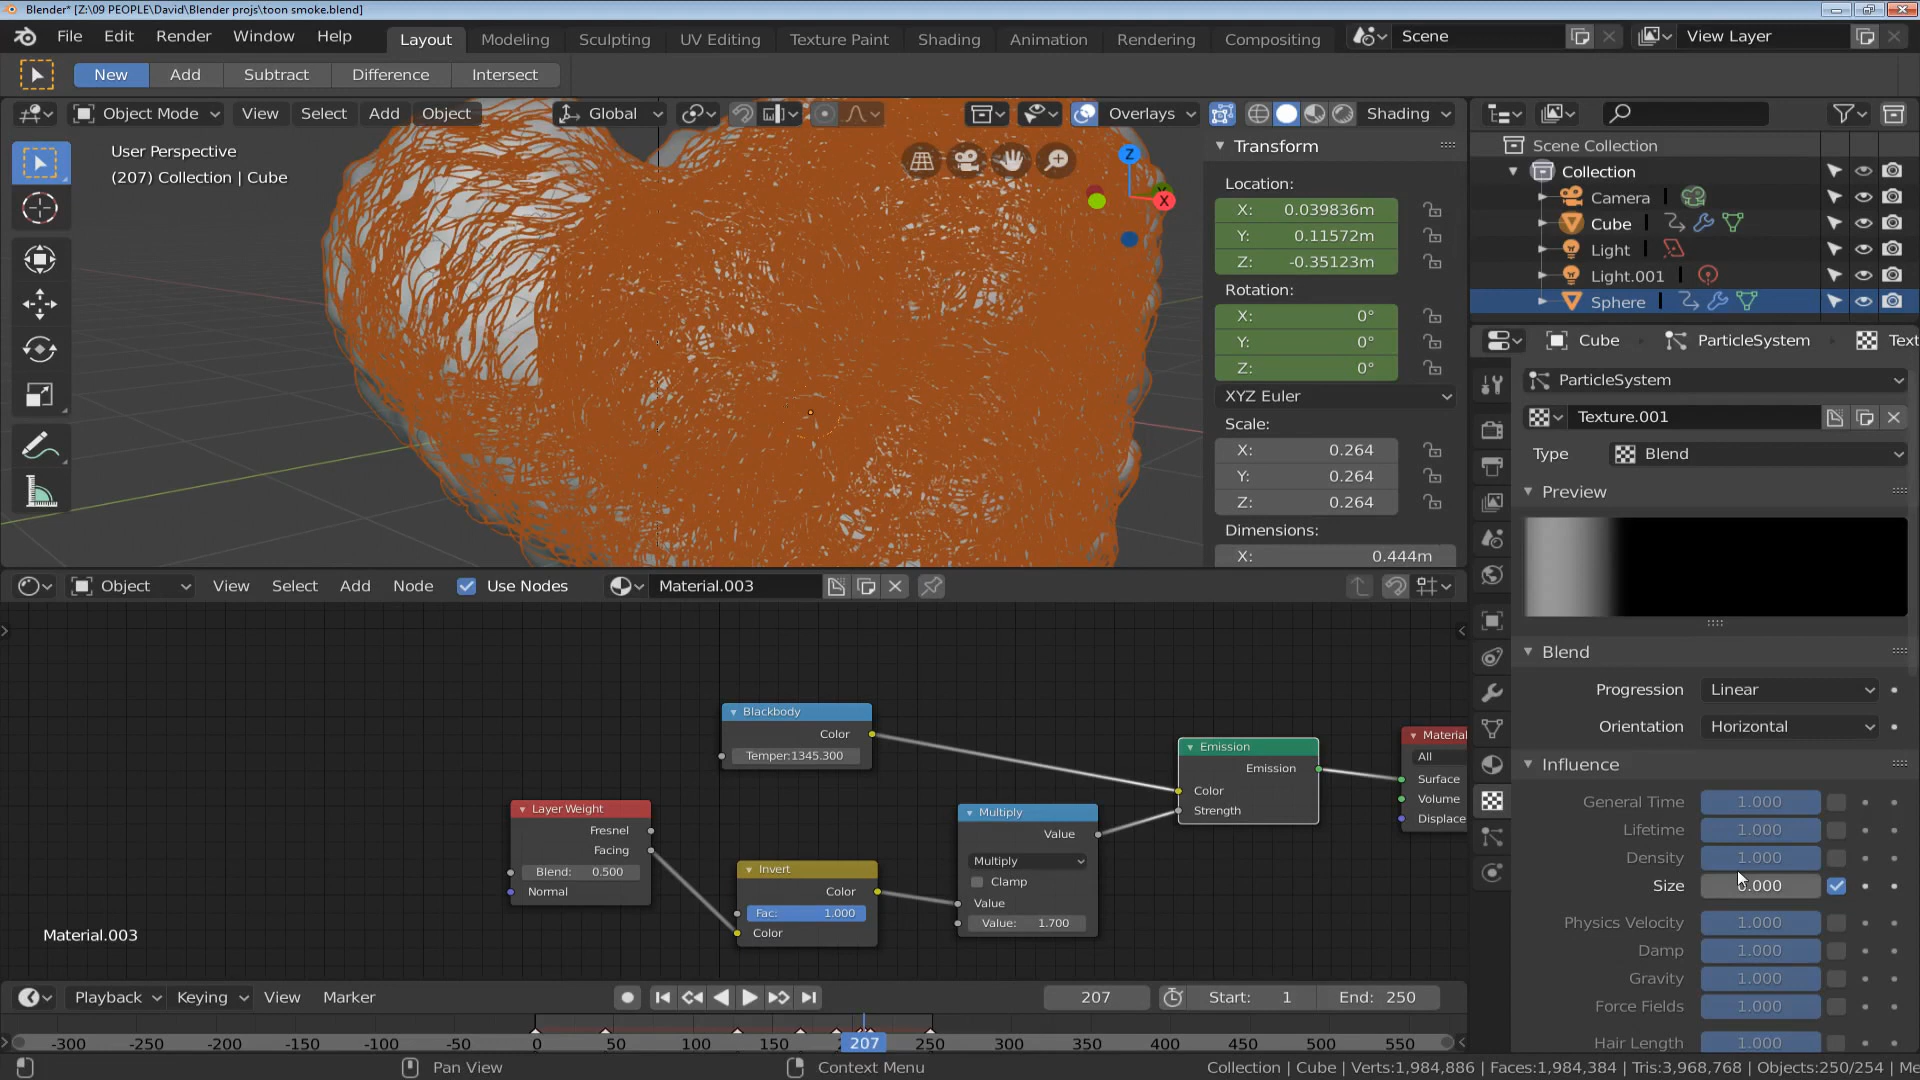 Blender* [Z:\09 PEOPLE\David\Blender projs\toon smoke.blend]
File Edit Render Window Help
Layout Modeling Sculpting UV Editing Texture Paint Shading Animation Rendering Compositing
Scene
View Layer
New Add Subtract Difference Intersect
Object Mode View Select Add Object Global Overlays Shading
User Perspective
(207) Collection | Cube
Z
X
Transform
Location:
X: 0.039836m
Y: 0.11572m
Z: -0.35123m
Rotation:
X: 0°
Y: 0°
Z: 0°
XYZ Euler
Scale:
X: 0.264
Y: 0.264
Z: 0.264
Dimensions:
X: 0.444m
Scene Collection
Collection
Camera
Cube
Light
Light.001
Sphere
Cube ParticleSystem Text
ParticleSystem
Texture.001
Type Blend
Preview
Blend
Progression Linear
Orientation Horizontal
Influence
General Time 1.000
Lifetime 1.000
Density 1.000
Size 0.000
Physics Velocity 1.000
Damp 1.000
Gravity 1.000
Force Fields 1.000
Hair Length 1.000
Object View Select Add Node Use Nodes Material.003
Blackbody
Color
Temper:1345.300
Layer Weight
Fresnel
Facing
Blend: 0.500
Normal
Invert
Color
Fac: 1.000
Color
Multiply
Value
Multiply
Clamp
Value
Value: 1.700
Emission
Emission
Color
Strength
Material
All
Surface
Volume
Displace
Material.003
Playback Keying View Marker 207 Start: 1 End: 250
-300 -250 -200 -150 -100 -50 0 50 100 150 207 250 300 350 400 450 500 550
Pan View Context Menu Collection | Cube | Verts:1,984,886 | Faces:1,984,384 | Tris:3,968,768 | Objects:250/254 | Me